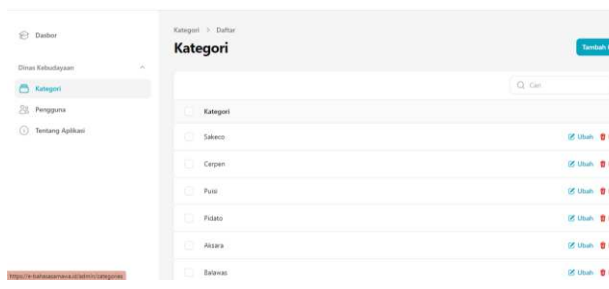 Dasbor
Dinas Kebudayaan
Kategori
Pengguna
Tentang Aplikasi
Kategori > Daftar
Kategori
Tambah
Cari
Kategori
Sakeco
Ubah
Cerpen
Ubah
Puisi
Ubah
Pidato
Ubah
Aksara
Ubah
Balawas
Ubah